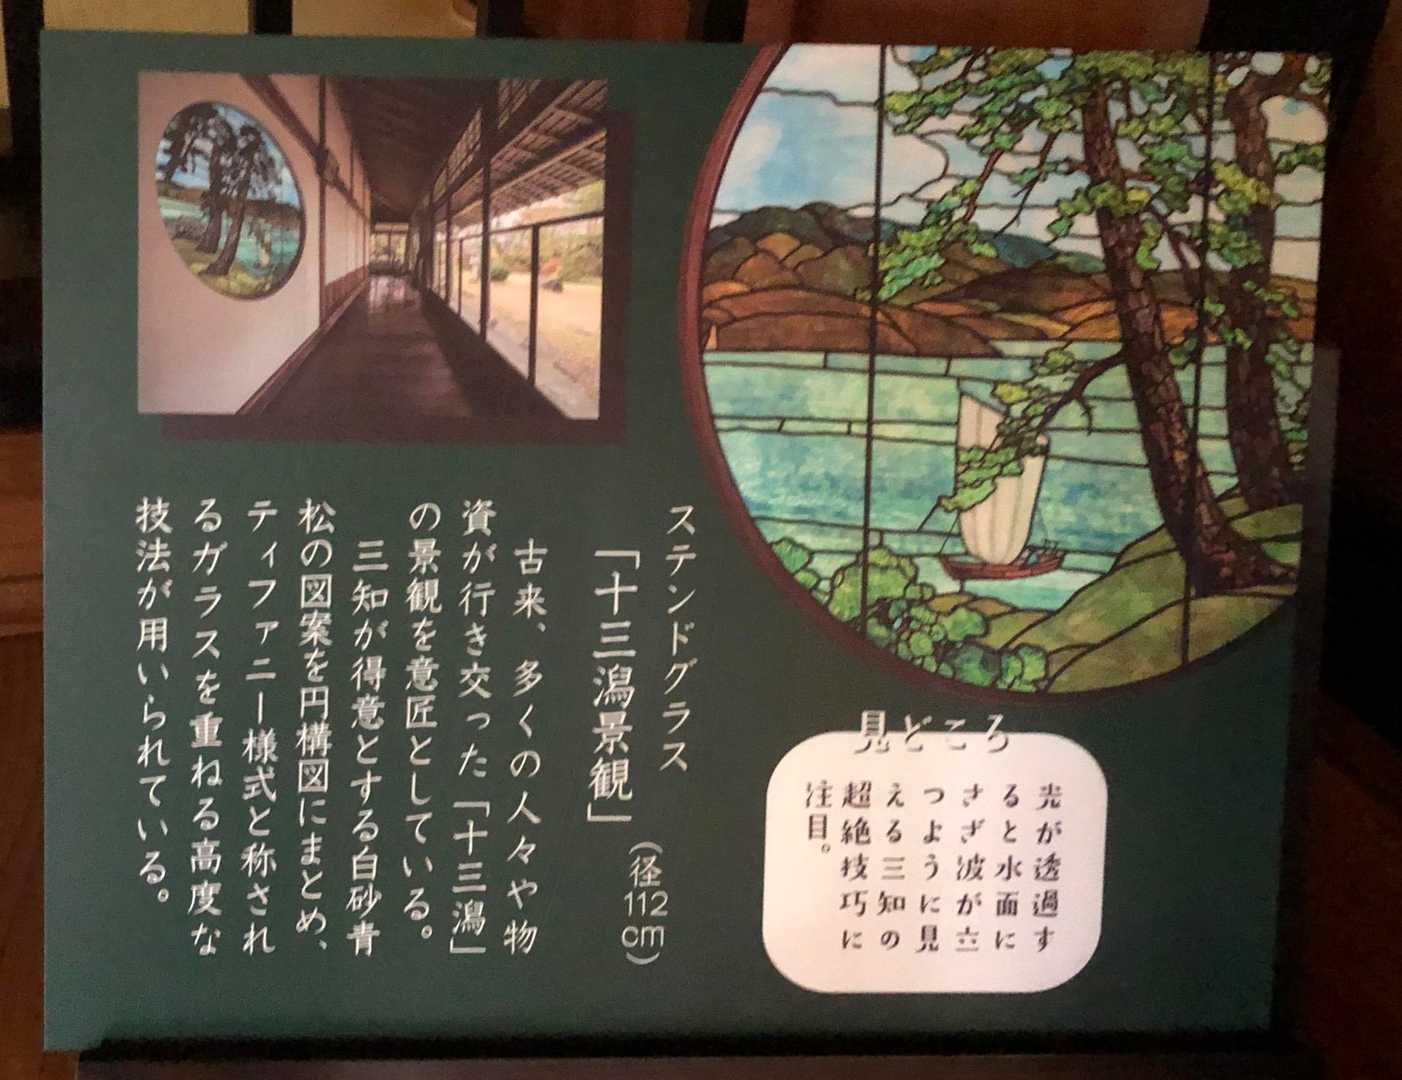 ステンドグラス
「十三潟景観」
（径112cm）
古来、多くの人々や物
資が行き交った「十三潟」
の景観を意匠としている。
三知が得意とする白砂青
松の図案を円構図にまとめ、
ティファニー様式と称され
るガラスを重ねる高度な
技法が用いられている。
見どころ
光が透過す
ると水面に
さざ波が立
つように見
える三知の
超絶技巧に
注目。